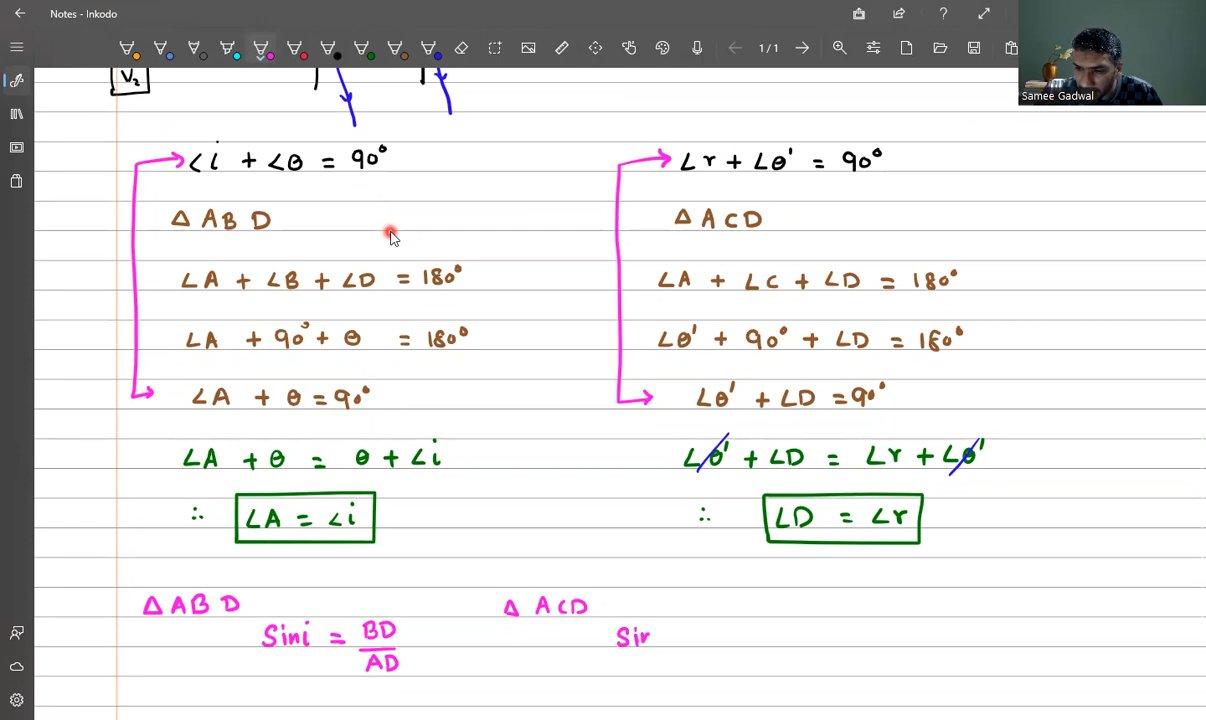 Notes - Inkodo
1/1
Samee Gadwal
V₂
∠i + ∠θ = 90°
∠r + ∠θ' = 90°
Δ ABD
Δ ACD
∠A + ∠B + ∠D = 180°
∠A + ∠C + ∠D = 180°
∠A + 90° + θ = 180°
∠θ' + 90° + ∠D = 180°
∠A + θ = 90°
∠θ' + ∠D = 90°
∠A + θ = θ + ∠i
∠θ' + ∠D = ∠r + ∠θ'
∴ ∠A = ∠i
∴ ∠D = ∠r
Δ ABD
Δ ACD
Sini = BD/AD
Sir